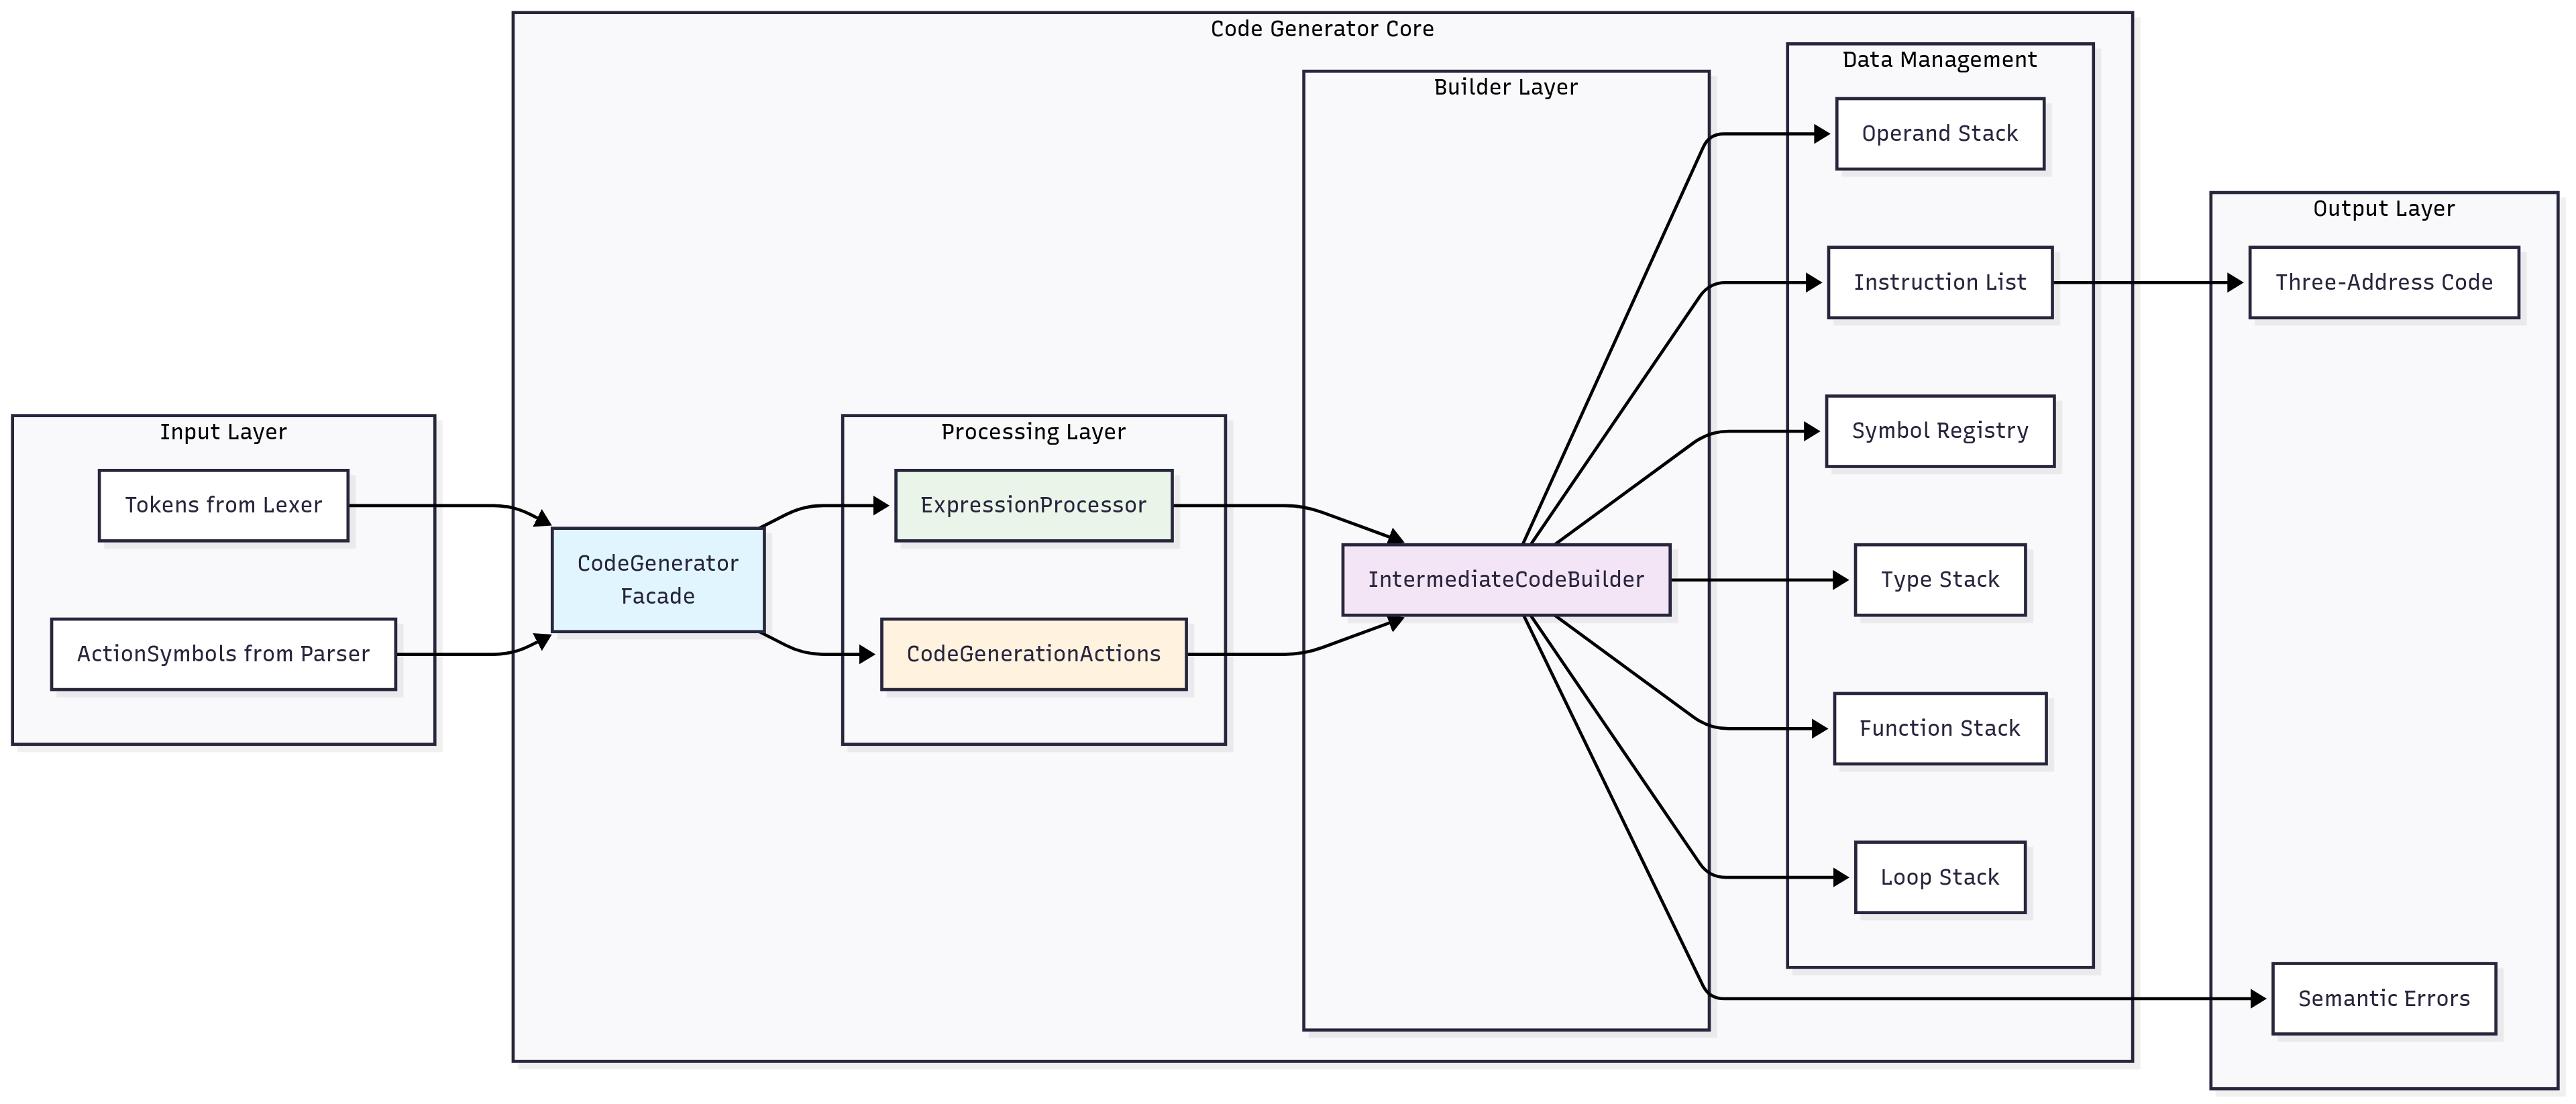 Code Generator Core
Data Management
Builder Layer
Operand Stack
Output Layer
Instruction List
Three-Address Code
Input Layer
Processing Layer
Symbol Registry
Tokens from Lexer
ExpressionProcessor
CodeGenerator
Facade
IntermediateCodeBuilder
Type Stack
ActionSymbols from Parser
CodeGenerationActions
Function Stack
Loop Stack
Semantic Errors